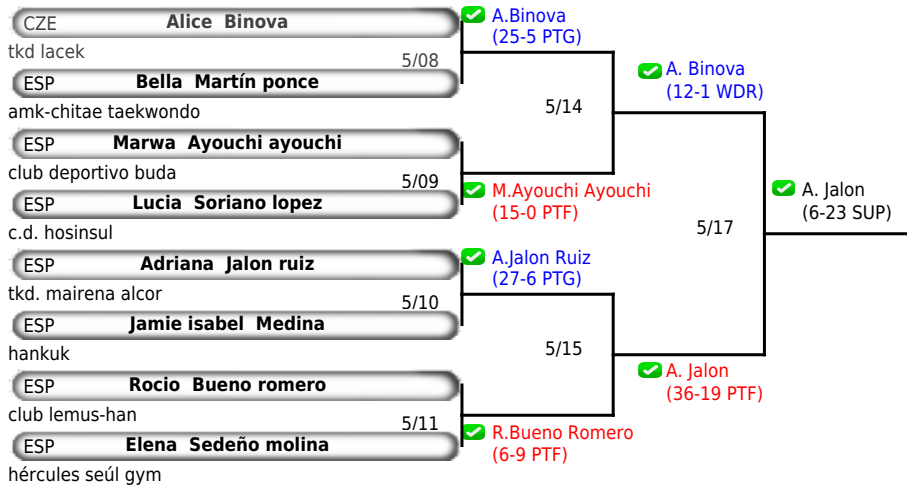 CZE Alice Binova
tkd lacek
5/08
ESP Bella Martín ponce
amk-chitae taekwondo
ESP Marwa Ayouchi ayouchi
club deportivo buda
5/09
ESP Lucia Soriano lopez
c.d. hosinsul
ESP Adriana Jalon ruiz
tkd. mairena alcor
5/10
ESP Jamie isabel Medina
hankuk
ESP Rocio Bueno romero
club lemus-han
5/11
ESP Elena Sedeño molina
hércules seúl gym
A.Binova
(25-5 PTG)
5/14
M.Ayouchi Ayouchi
(15-0 PTF)
A.Jalon Ruiz
(27-6 PTG)
5/15
R.Bueno Romero
(6-9 PTF)
A. Binova
(12-1 WDR)
5/17
A. Jalon
(36-19 PTF)
A. Jalon
(6-23 SUP)